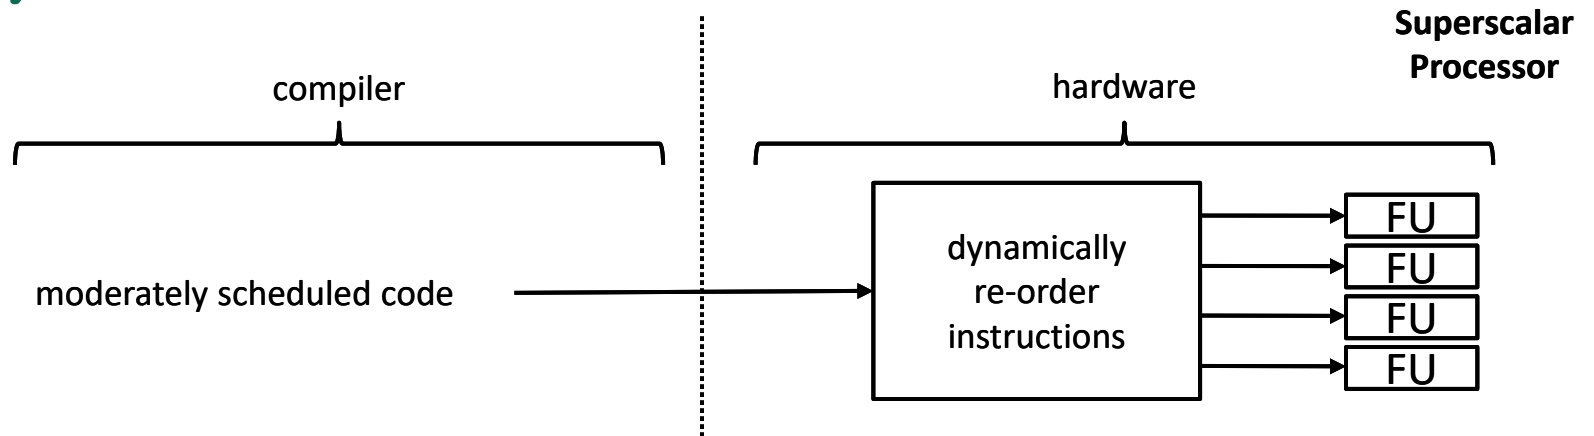 Superscalar
Processor
compiler
hardware
moderately scheduled code
dynamically
re-order
instructions
FU
FU
FU
FU